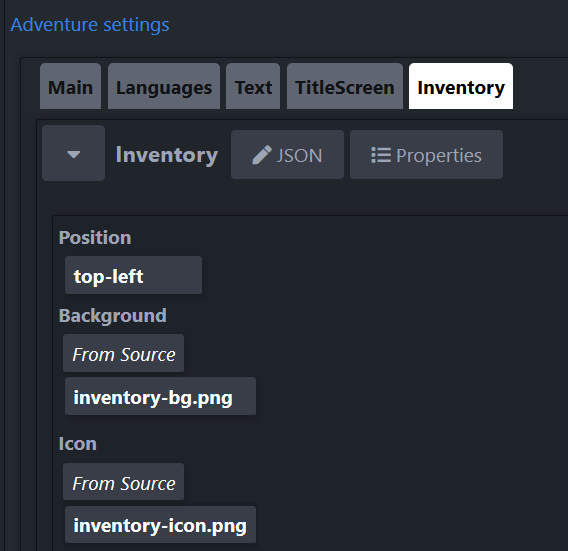 Adventure settings
Main Languages Text TitleScreen Inventory
Inventory JSON Properties
Position
top-left
Background
From Source
inventory-bg.png
Icon
From Source
inventory-icon.png